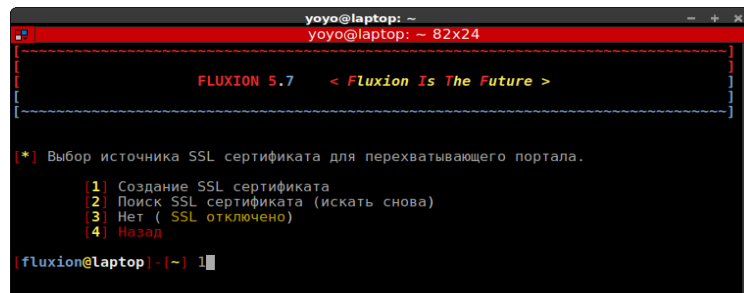 yoyo@laptop: ~
yoyo@laptop: ~ 82x24
[~~~~~~~~~~~~~~~~~~~~~~~~~~~~~~~~~~~~~~~~~~~~~~~~~~~~~~~~~~~~~~~~~~~~~~~~~~~~~~~~]
[ ]
[ FLUXION 5.7 < Fluxion Is The Future > ]
[ ]
[~~~~~~~~~~~~~~~~~~~~~~~~~~~~~~~~~~~~~~~~~~~~~~~~~~~~~~~~~~~~~~~~~~~~~~~~~~~~~~~~]
[*] Выбор источника SSL сертификата для перехватывающего портала.
[1] Создание SSL сертификата
[2] Поиск SSL сертификата (искать снова)
[3] Нет ( SSL отключено)
[4] Назад
[fluxion@laptop]-[~] 1